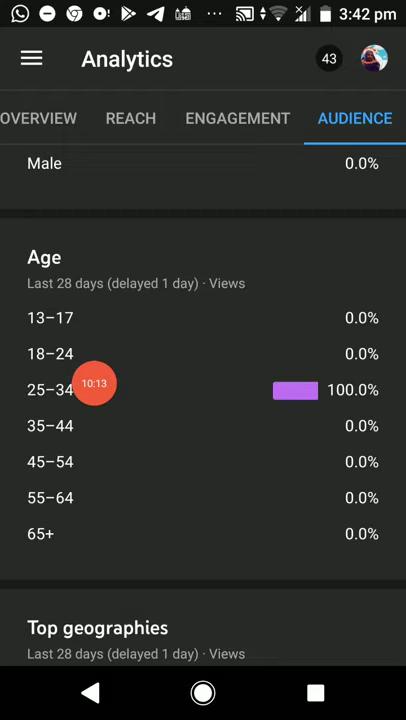 3:42 pm
Analytics
43
OVERVIEW REACH ENGAGEMENT AUDIENCE
Male 0.0%
Age
Last 28 days (delayed 1 day) · Views
13–17 0.0%
18–24 0.0%
25–34 100.0%
10:13
35–44 0.0%
45–54 0.0%
55–64 0.0%
65+ 0.0%
Top geographies
Last 28 days (delayed 1 day) · Views